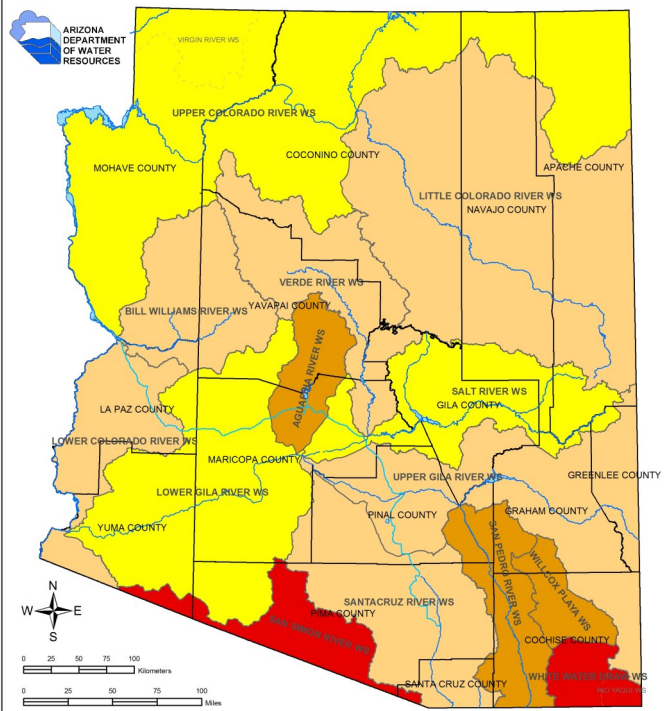 ARIZONA
DEPARTMENT
OF WATER
RESOURCES
VIRGIN RIVER WS
UPPER COLORADO RIVER WS
COCONINO COUNTY
MOHAVE COUNTY
APACHE COUNTY
LITTLE COLORADO RIVER WS
NAVAJO COUNTY
VERDE RIVER WS
YAVAPAI COUNTY
BILL WILLIAMS RIVER WS
AGUA FRIA RIVER WS
SALT RIVER WS
GILA COUNTY
LA PAZ COUNTY
LOWER COLORADO RIVER WS
MARICOPA COUNTY
UPPER GILA RIVER WS
GREENLEE COUNTY
LOWER GILA RIVER WS
PINAL COUNTY
GRAHAM COUNTY
YUMA COUNTY
SAN PEDRO RIVER WS
WILLCOX PLAYA WS
N
W E
S
SANTACRUZ RIVER WS
PIMA COUNTY
SAN SIMON RIVER WS
COCHISE COUNTY
WHITE WATER DRAW WS
SANTA CRUZ COUNTY
RIO YAQUI WS
0 25 50 75 100
Kilometers
0 25 50 75 100
Miles